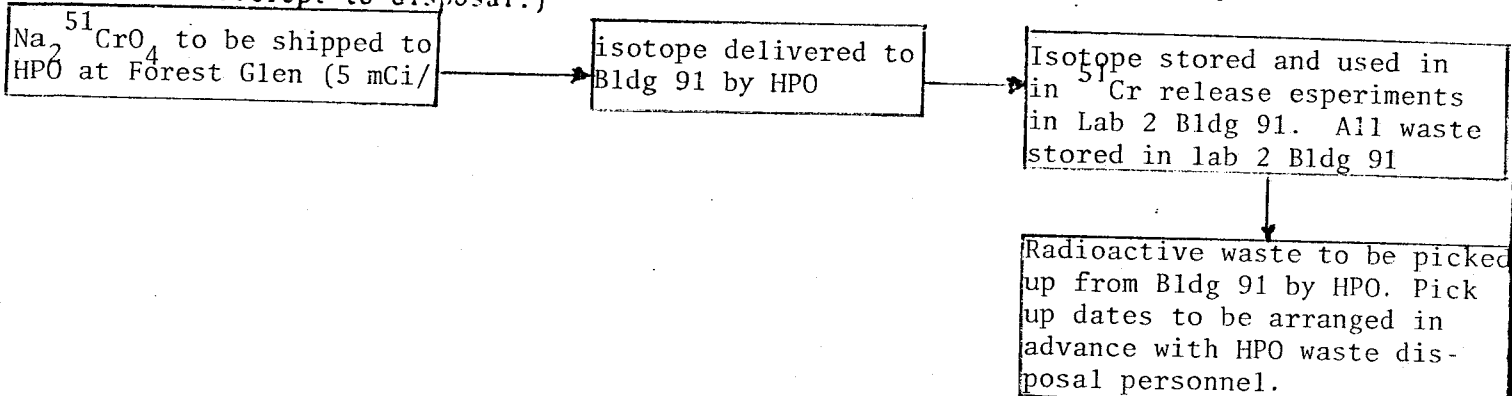 to disposal.)
Na₂⁵¹CrO₄ to be shipped to
HPO at Forest Glen (5 mCi/
isotope delivered to
Bldg 91 by HPO
Isotope stored and used in
in ⁵¹Cr release esperiments
in Lab 2 Bldg 91. All waste
stored in lab 2 Bldg 91
Radioactive waste to be picked
up from Bldg 91 by HPO. Pick
up dates to be arranged in
advance with HPO waste dis-
posal personnel.